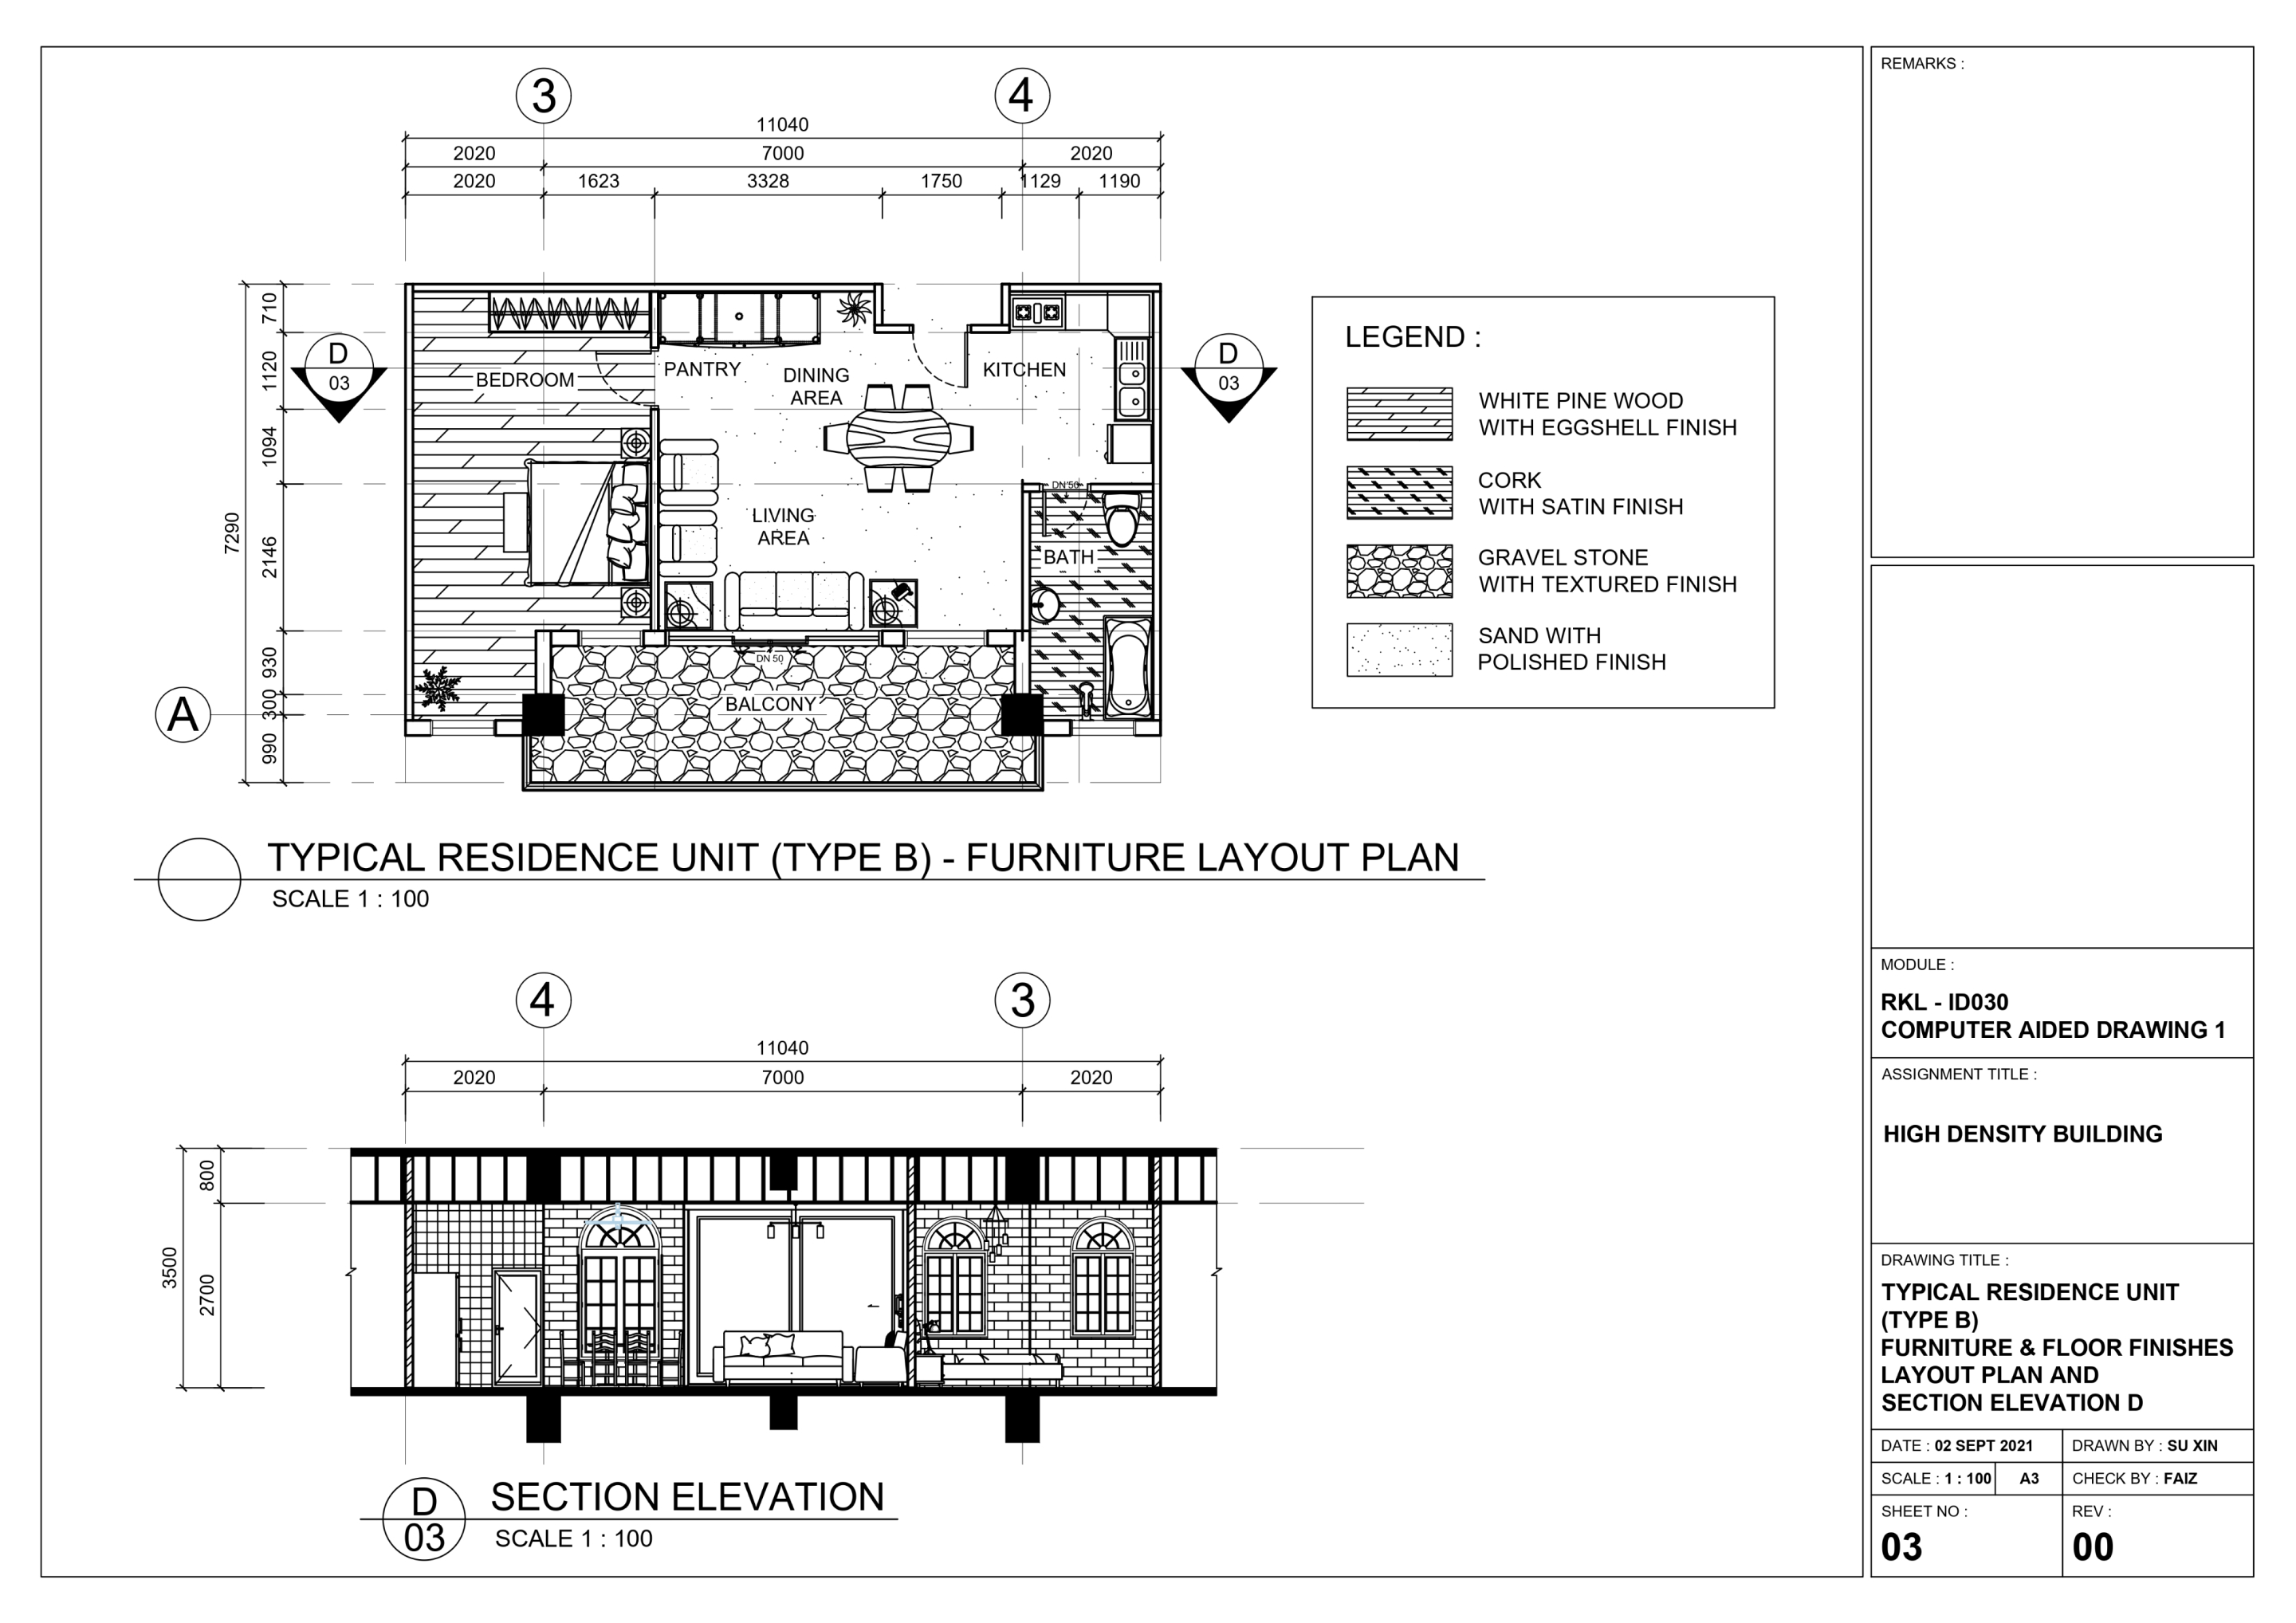 3
4
11040
2020
7000
2020
2020
1623
3328
1750
1129
1190
7290
710
1120
1094
2146
930
300
990
D
03
D
03
A
BEDROOM
PANTRY
DINING
AREA
KITCHEN
LIVING
AREA
DN 50
BATH
DN 50
BALCONY
LEGEND :
WHITE PINE WOOD
WITH EGGSHELL FINISH
CORK
WITH SATIN FINISH
GRAVEL STONE
WITH TEXTURED FINISH
SAND WITH
POLISHED FINISH
TYPICAL RESIDENCE UNIT (TYPE B) - FURNITURE LAYOUT PLAN
SCALE 1 : 100
4
3
11040
2020
7000
2020
3500
800
2700
D
03
SECTION ELEVATION
SCALE 1 : 100
REMARKS :
MODULE :
RKL - ID030
COMPUTER AIDED DRAWING 1
ASSIGNMENT TITLE :
HIGH DENSITY BUILDING
DRAWING TITLE :
TYPICAL RESIDENCE UNIT
(TYPE B)
FURNITURE & FLOOR FINISHES
LAYOUT PLAN AND
SECTION ELEVATION D
DATE : 02 SEPT 2021
DRAWN BY : SU XIN
SCALE : 1 : 100
A3
CHECK BY : FAIZ
SHEET NO :
03
REV :
00